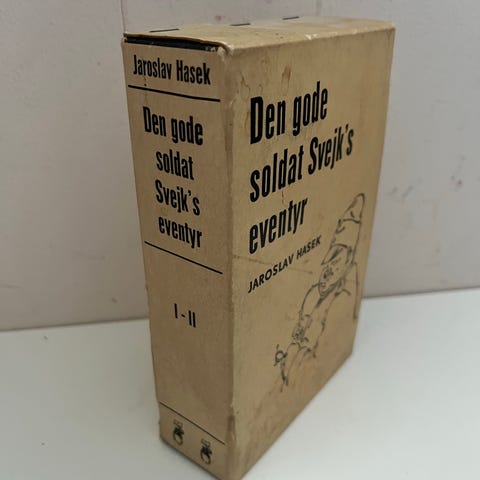 Jaroslav Hasek
Den gode
soldat
Svejk's
eventyr
I-II
Den gode
soldat Svejk's
eventyr
JAROSLAV HASEK